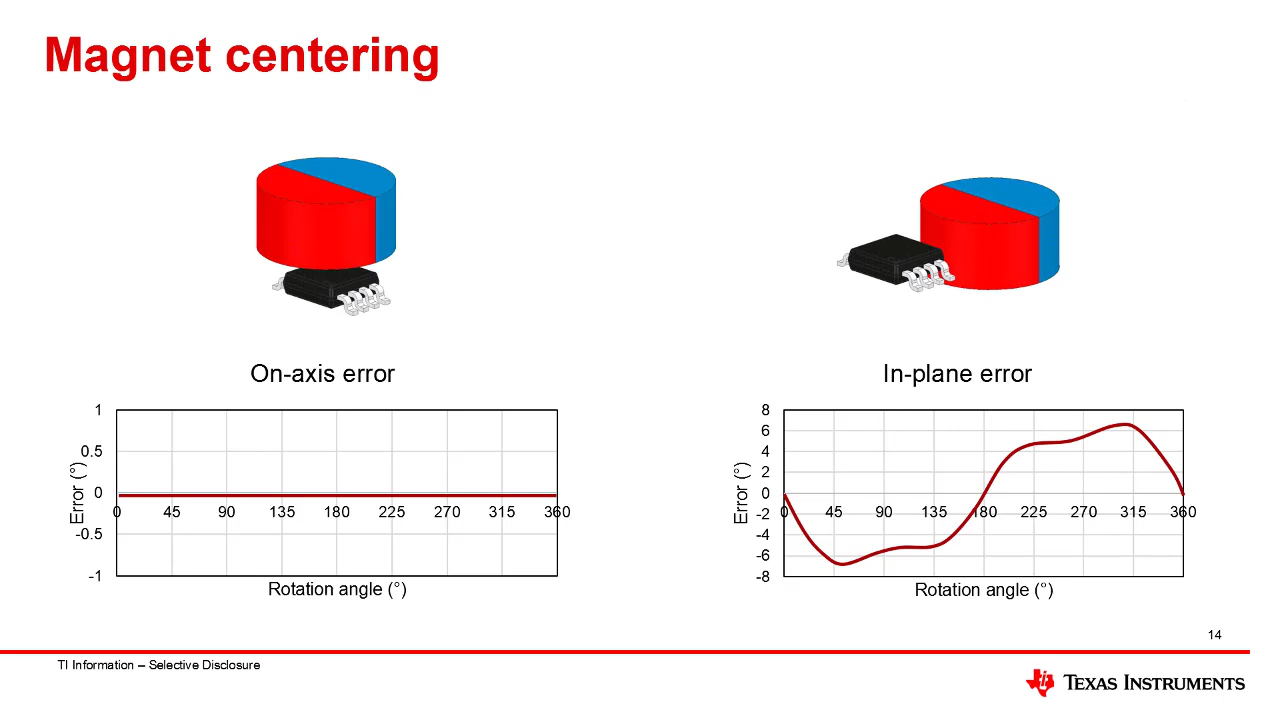 Magnet centering
On-axis error
1
0.5
0
-0.5
-1
Error (°)
0 45 90 135 180 225 270 315 360
Rotation angle (°)
In-plane error
8
6
4
2
0
-2
-4
-6
-8
Error (°)
0 45 90 135 180 225 270 315 360
Rotation angle (°)
14
TI Information – Selective Disclosure
TEXAS INSTRUMENTS